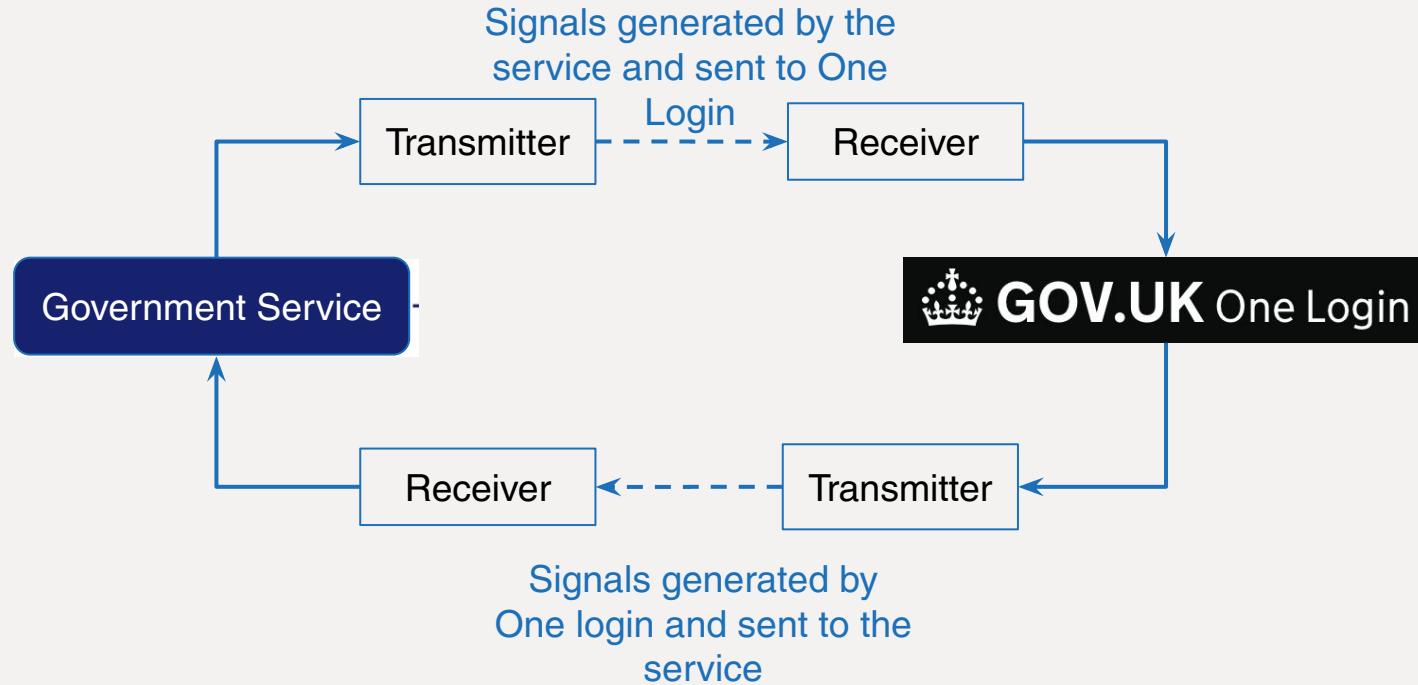 Signals generated by the
service and sent to One
Login
Transmitter
Receiver
Government Service
GOV.UK One Login
Receiver
Transmitter
Signals generated by
One login and sent to the
service